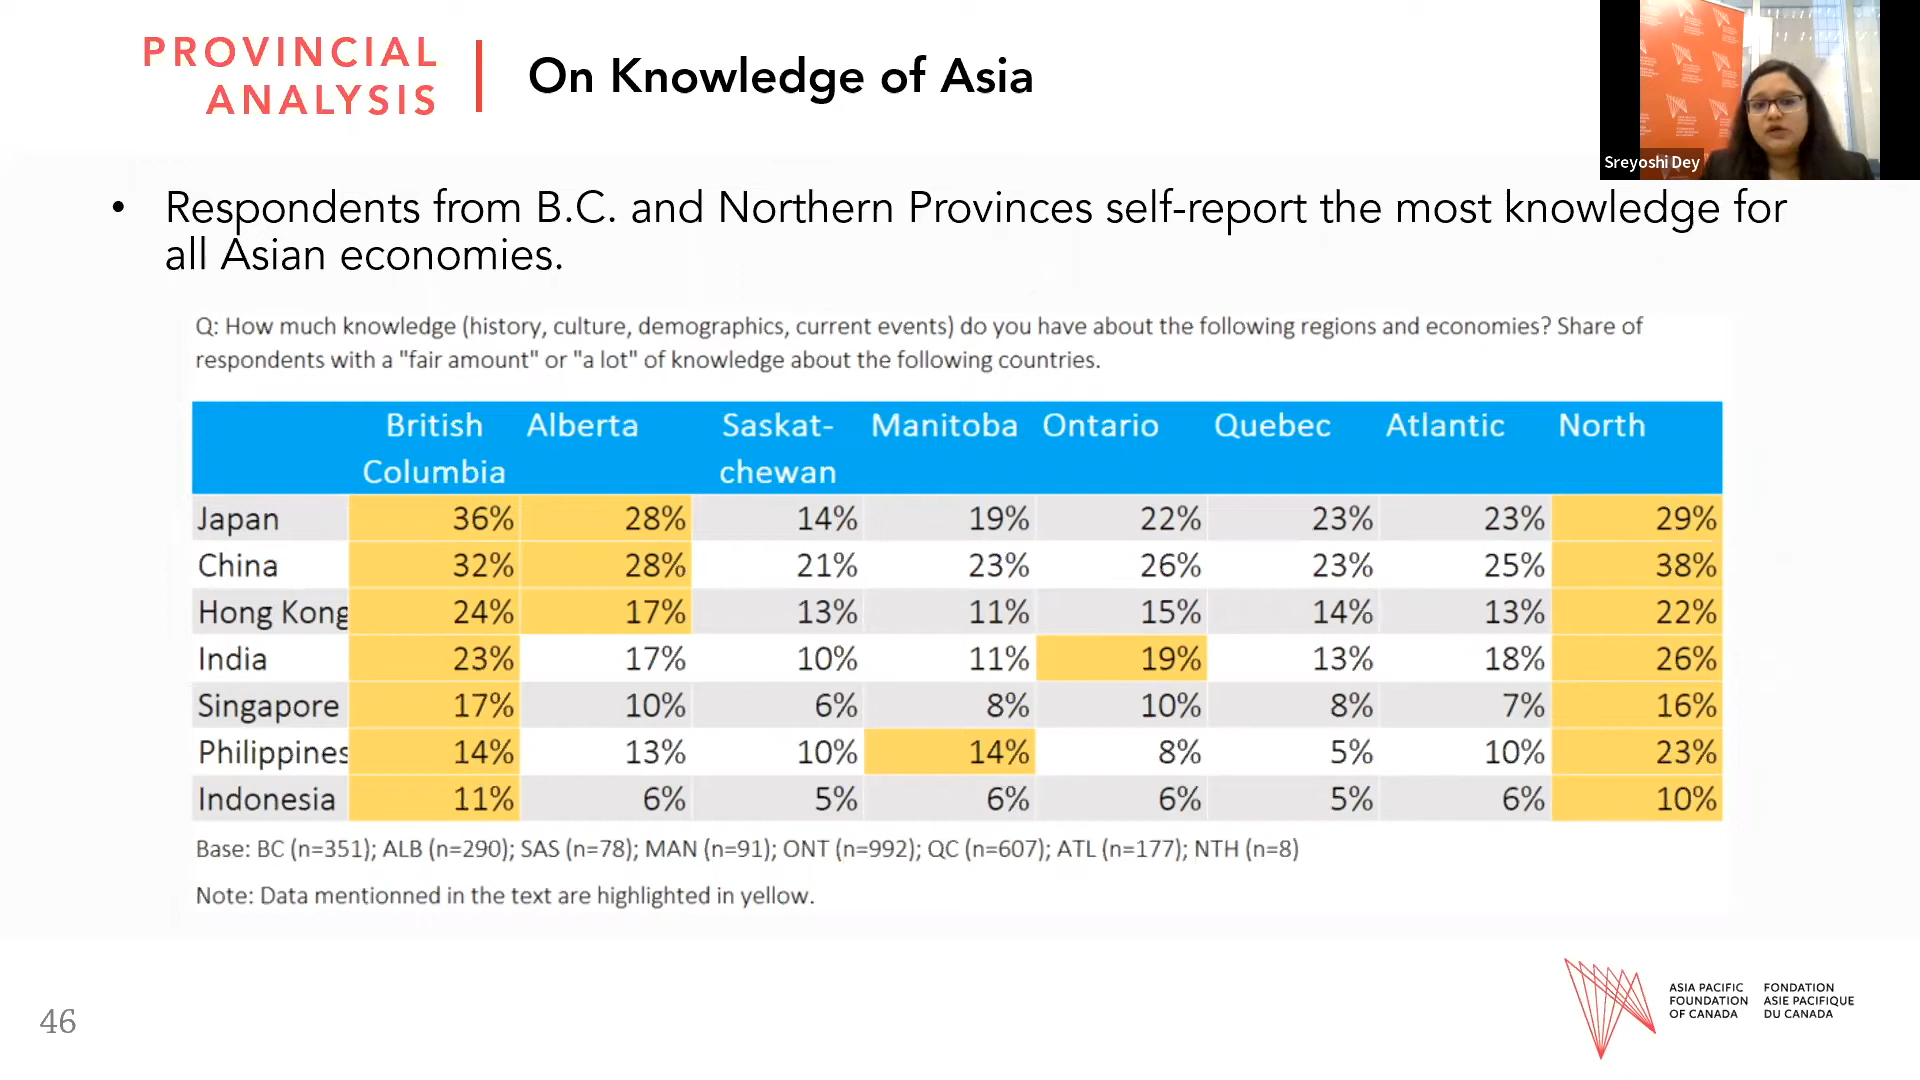 PROVINCIAL
ANALYSIS
On Knowledge of Asia
Sreyoshi Dey
• Respondents from B.C. and Northern Provinces self-report the most knowledge for
all Asian economies.
Q: How much knowledge (history, culture, demographics, current events) do you have about the following regions and economies? Share of
respondents with a "fair amount" or "a lot" of knowledge about the following countries.
British Columbia Alberta Saskat-chewan Manitoba Ontario Quebec Atlantic North
Japan 36% 28% 14% 19% 22% 23% 23% 29%
China 32% 28% 21% 23% 26% 23% 25% 38%
Hong Kong 24% 17% 13% 11% 15% 14% 13% 22%
India 23% 17% 10% 11% 19% 13% 18% 26%
Singapore 17% 10% 6% 8% 10% 8% 7% 16%
Philippines 14% 13% 10% 14% 8% 5% 10% 23%
Indonesia 11% 6% 5% 6% 6% 5% 6% 10%
Base: BC (n=351); ALB (n=290); SAS (n=78); MAN (n=91); ONT (n=992); QC (n=607); ATL (n=177); NTH (n=8)
Note: Data mentionned in the text are highlighted in yellow.
46
ASIA PACIFIC
FOUNDATION
OF CANADA
FONDATION
ASIE PACIFIQUE
DU CANADA